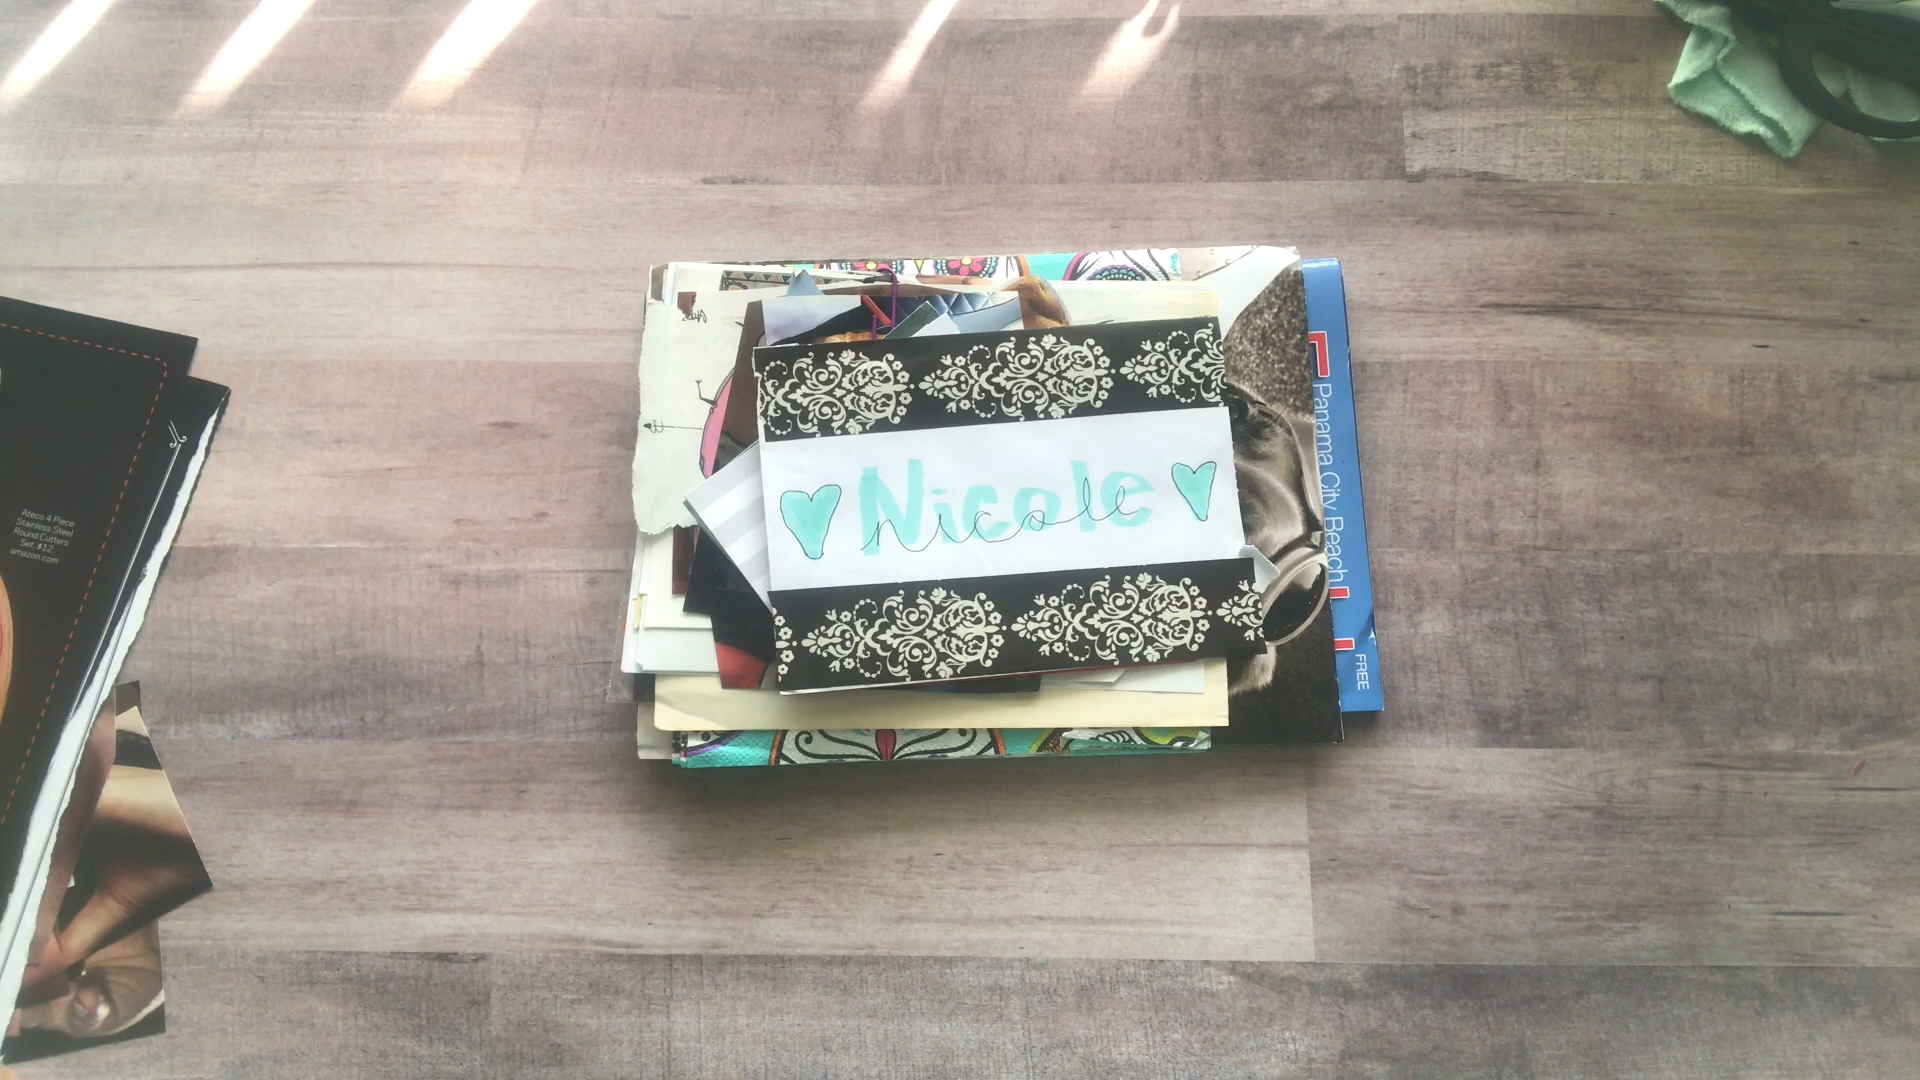 Nicole
nicole
Panama City Beach
FREE
Ateco 4 Piece
Stainless Steel
Round Cutters
Set, $12;
amazon.com